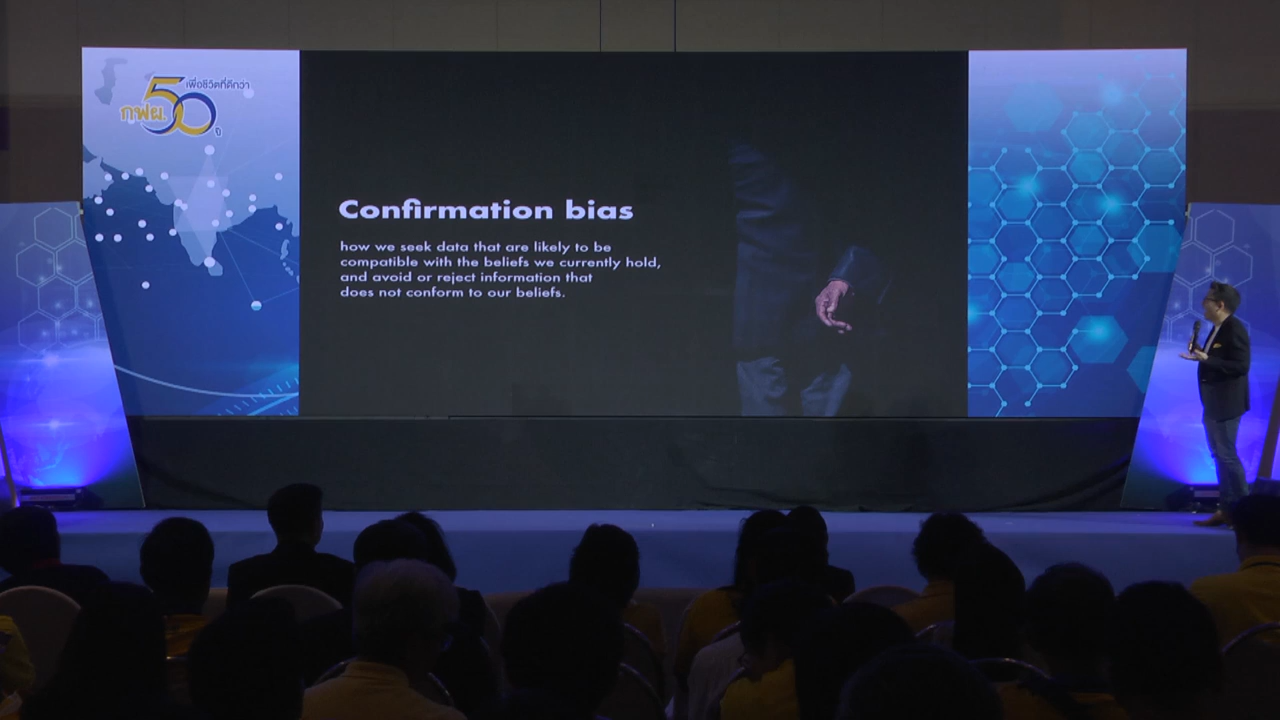 เพื่อชีวิตที่ดีกว่า
กฟผ. 50 ปี
Confirmation bias
how we seek data that are likely to be
compatible with the beliefs we currently hold,
and avoid or reject information that
does not conform to our beliefs.